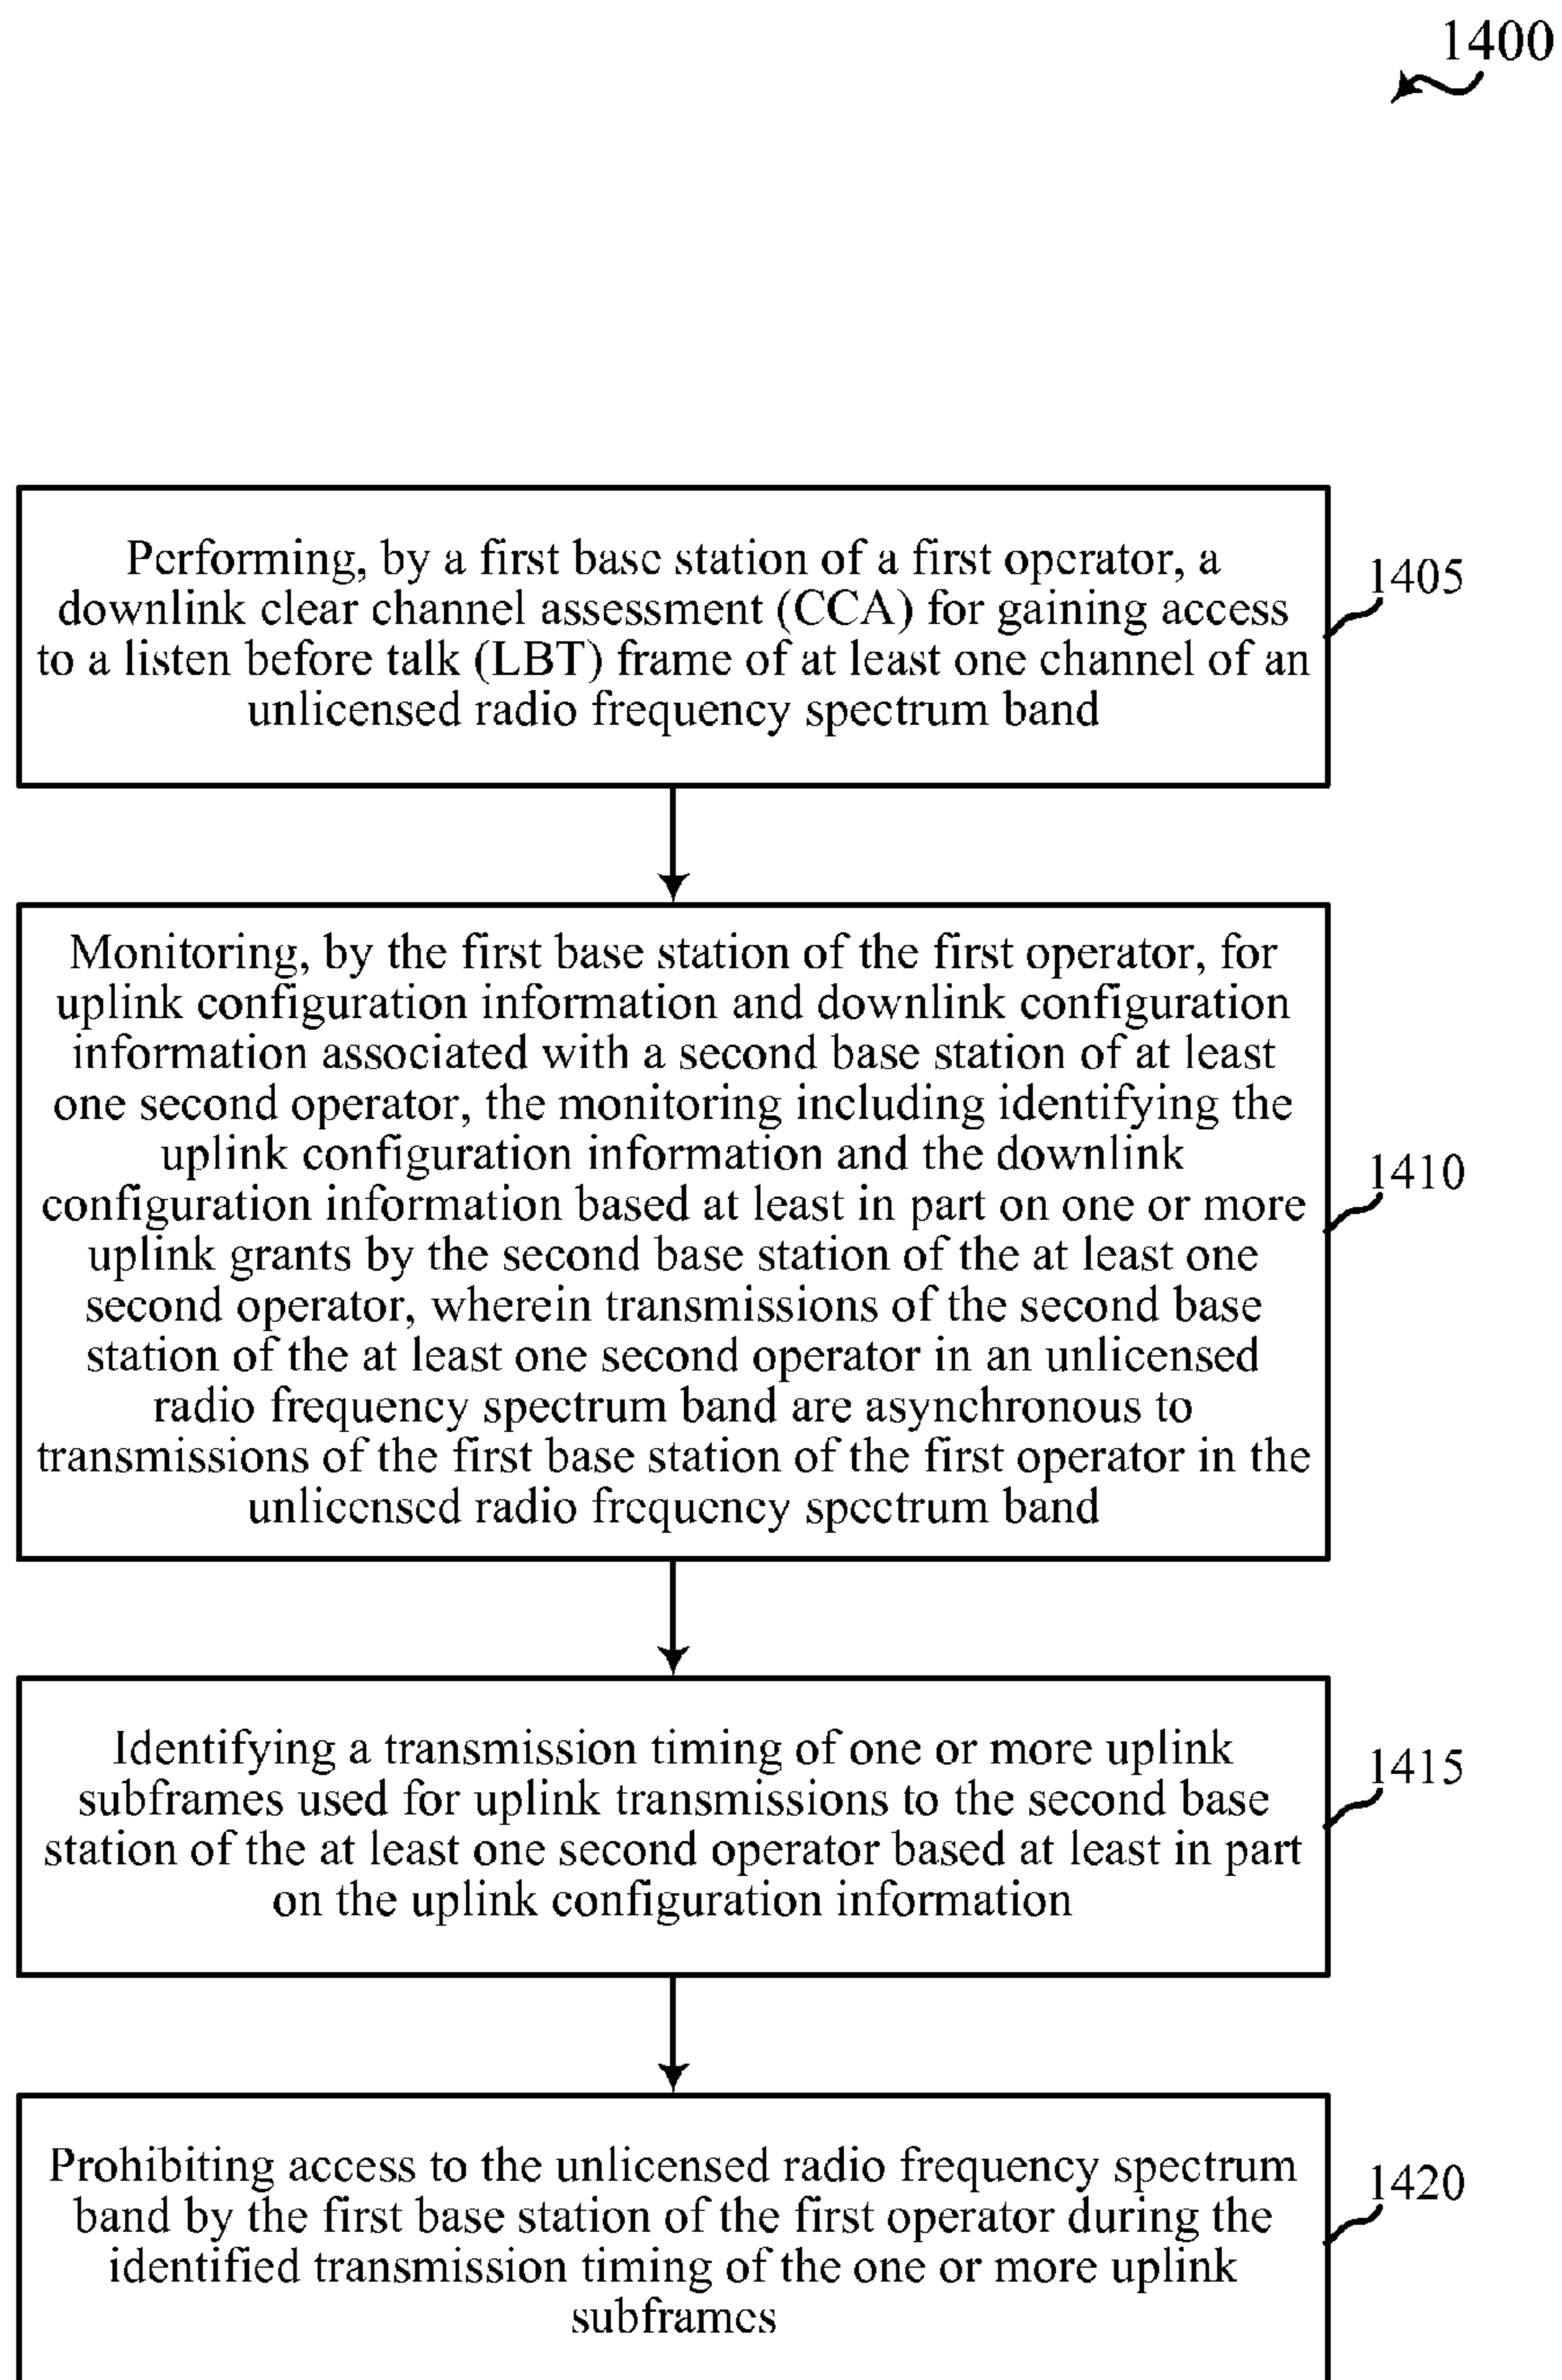 1400
Performing, by a first base station of a first operator, a
downlink clear channel assessment (CCA) for gaining access
to a listen before talk (LBT) frame of at least one channel of an
unlicensed radio frequency spectrum band
1405
Monitoring, by the first base station of the first operator, for
uplink configuration information and downlink configuration
information associated with a second base station of at least
one second operator, the monitoring including identifying the
uplink configuration information and the downlink
configuration information based at least in part on one or more
uplink grants by the second base station of the at least one
second operator, wherein transmissions of the second base
station of the at least one second operator in an unlicensed
radio frequency spectrum band are asynchronous to
transmissions of the first base station of the first operator in the
unlicensed radio frequency spectrum band
1410
Identifying a transmission timing of one or more uplink
subframes used for uplink transmissions to the second base
station of the at least one second operator based at least in part
on the uplink configuration information
1415
Prohibiting access to the unlicensed radio frequency spectrum
band by the first base station of the first operator during the
identified transmission timing of the one or more uplink
subframes
1420